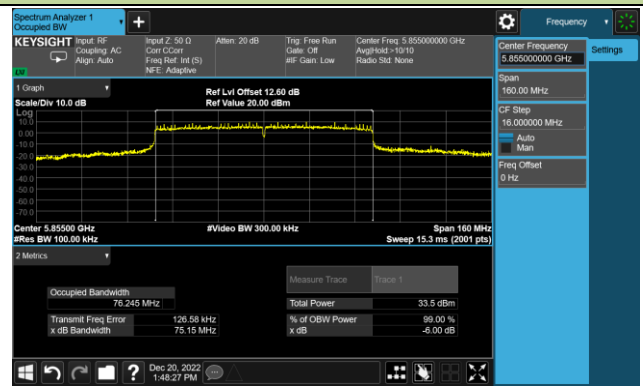 Spectrum Analyzer 1
Occupied BW
Frequency
KEYSIGHT
Input: RF
Coupling: AC
Align: Auto
Input Z: 50 Ω
Corr CCorr
Freq Ref: Int (S)
NFE: Adaptive
Atten: 20 dB
Trig: Free Run
Gate: Off
#IF Gain: Low
Center Freq: 5.855000000 GHz
Avg|Hold:>10/10
Radio Std: None
Center Frequency
5.855000000 GHz
Settings
Span
160.00 MHz
CF Step
16.000000 MHz
Auto
Man
Freq Offset
0 Hz
1 Graph
Scale/Div 10.0 dB
Ref Lvl Offset 12.60 dB
Ref Value 20.00 dBm
Log
10.0
0.00
-10.0
-20.0
-30.0
-40.0
-50.0
-60.0
-70.0
Center 5.85500 GHz
#Res BW 100.00 kHz
#Video BW 300.00 kHz
Span 160 MHz
Sweep 15.3 ms (2001 pts)
2 Metrics
Measure Trace
Trace 1
Occupied Bandwidth
76.245 MHz
Total Power
33.5 dBm
Transmit Freq Error
126.58 kHz
% of OBW Power
99.00 %
x dB Bandwidth
75.15 MHz
x dB
-6.00 dB
?
Dec 20, 2022
1:48:27 PM